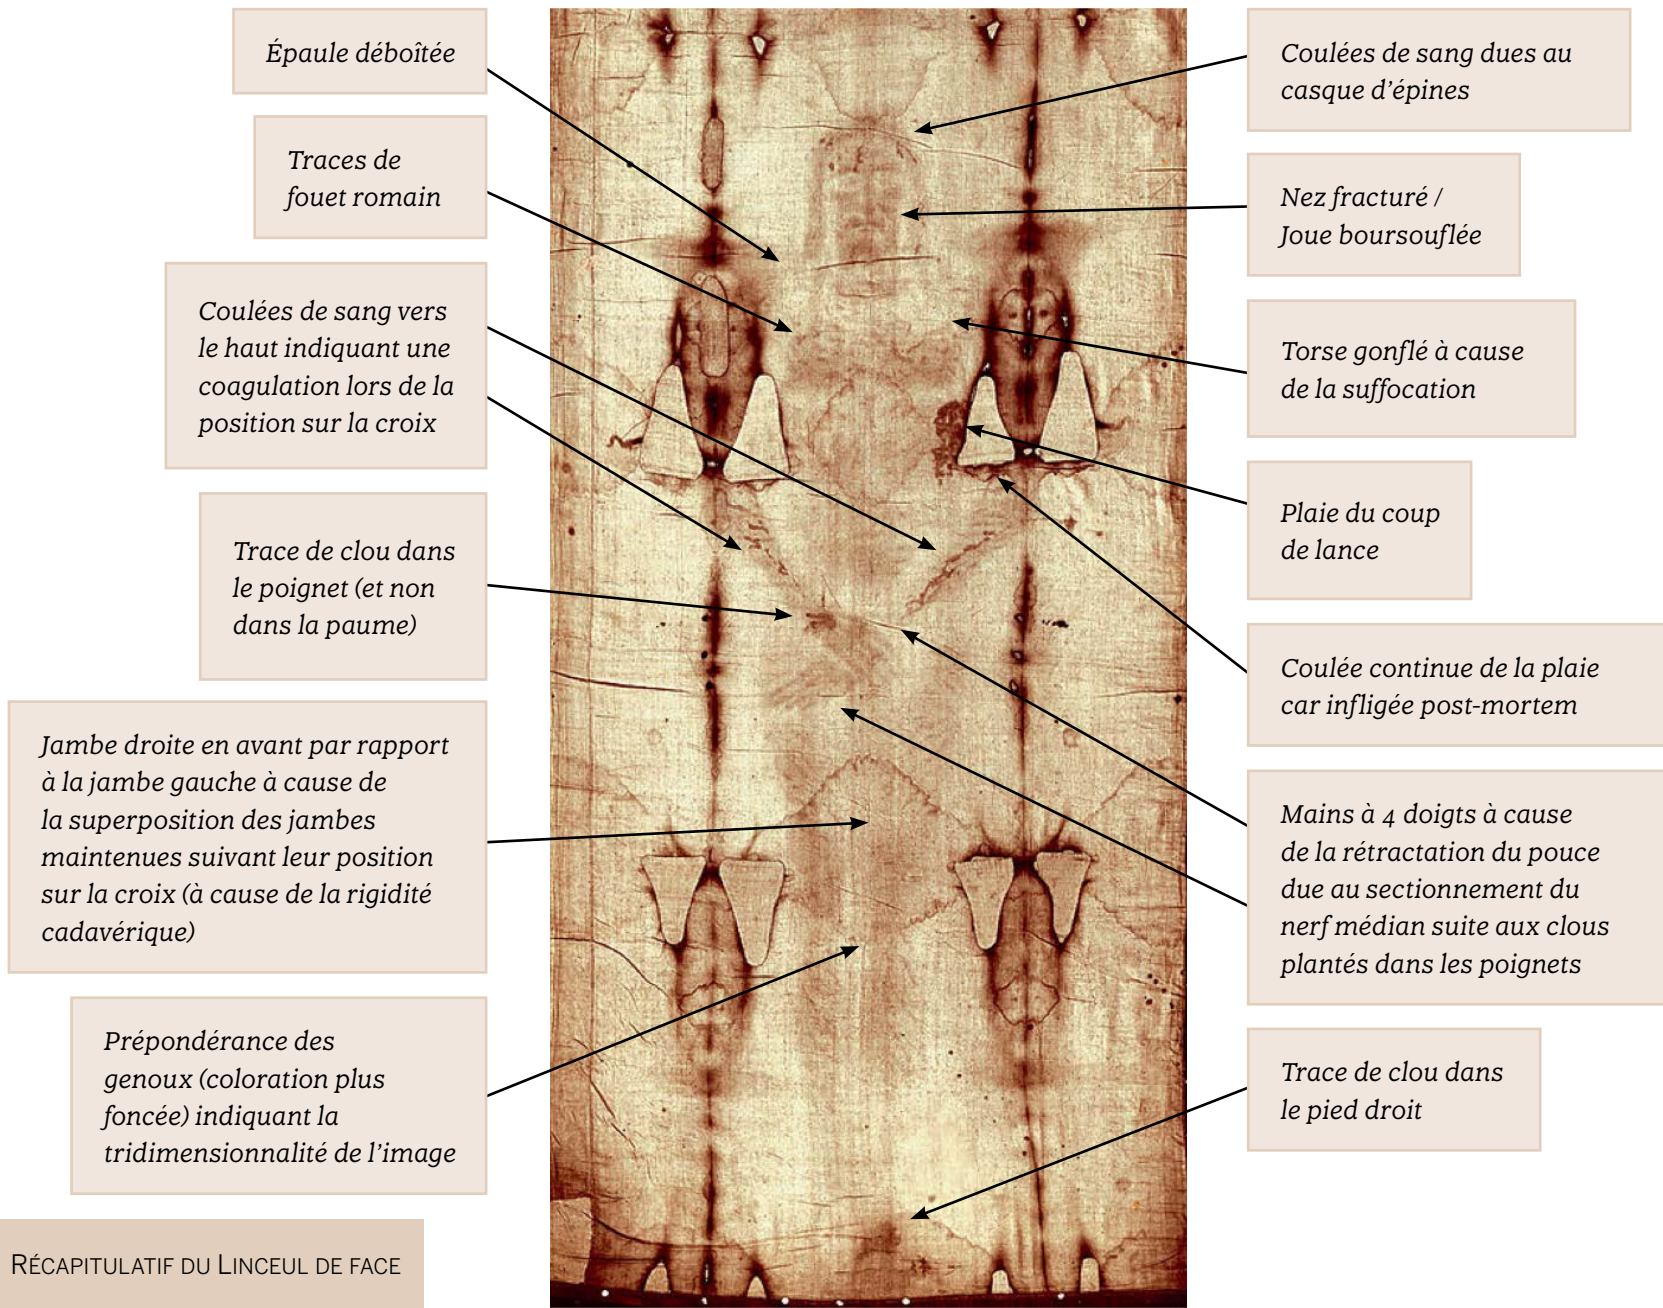 Épaule déboîtée
Traces de
fouet romain
Coulées de sang vers
le haut indiquant une
coagulation lors de la
position sur la croix
Trace de clou dans
le poignet (et non
dans la paume)
Jambe droite en avant par rapport
à la jambe gauche à cause de
la superposition des jambes
maintenues suivant leur position
sur la croix (à cause de la rigidité
cadavérique)
Prépondérance des
genoux (coloration plus
foncée) indiquant la
tridimensionnalité de l'image
RÉCAPITULATIF DU LINCEUL DE FACE
Coulées de sang dues au
casque d'épines
Nez fracturé /
Joue boursouflée
Torse gonflé à cause
de la suffocation
Plaie du coup
de lance
Coulée continue de la plaie
car infligée post-mortem
Mains à 4 doigts à cause
de la rétractation du pouce
due au sectionnement du
nerf médian suite aux clous
plantés dans les poignets
Trace de clou dans
le pied droit